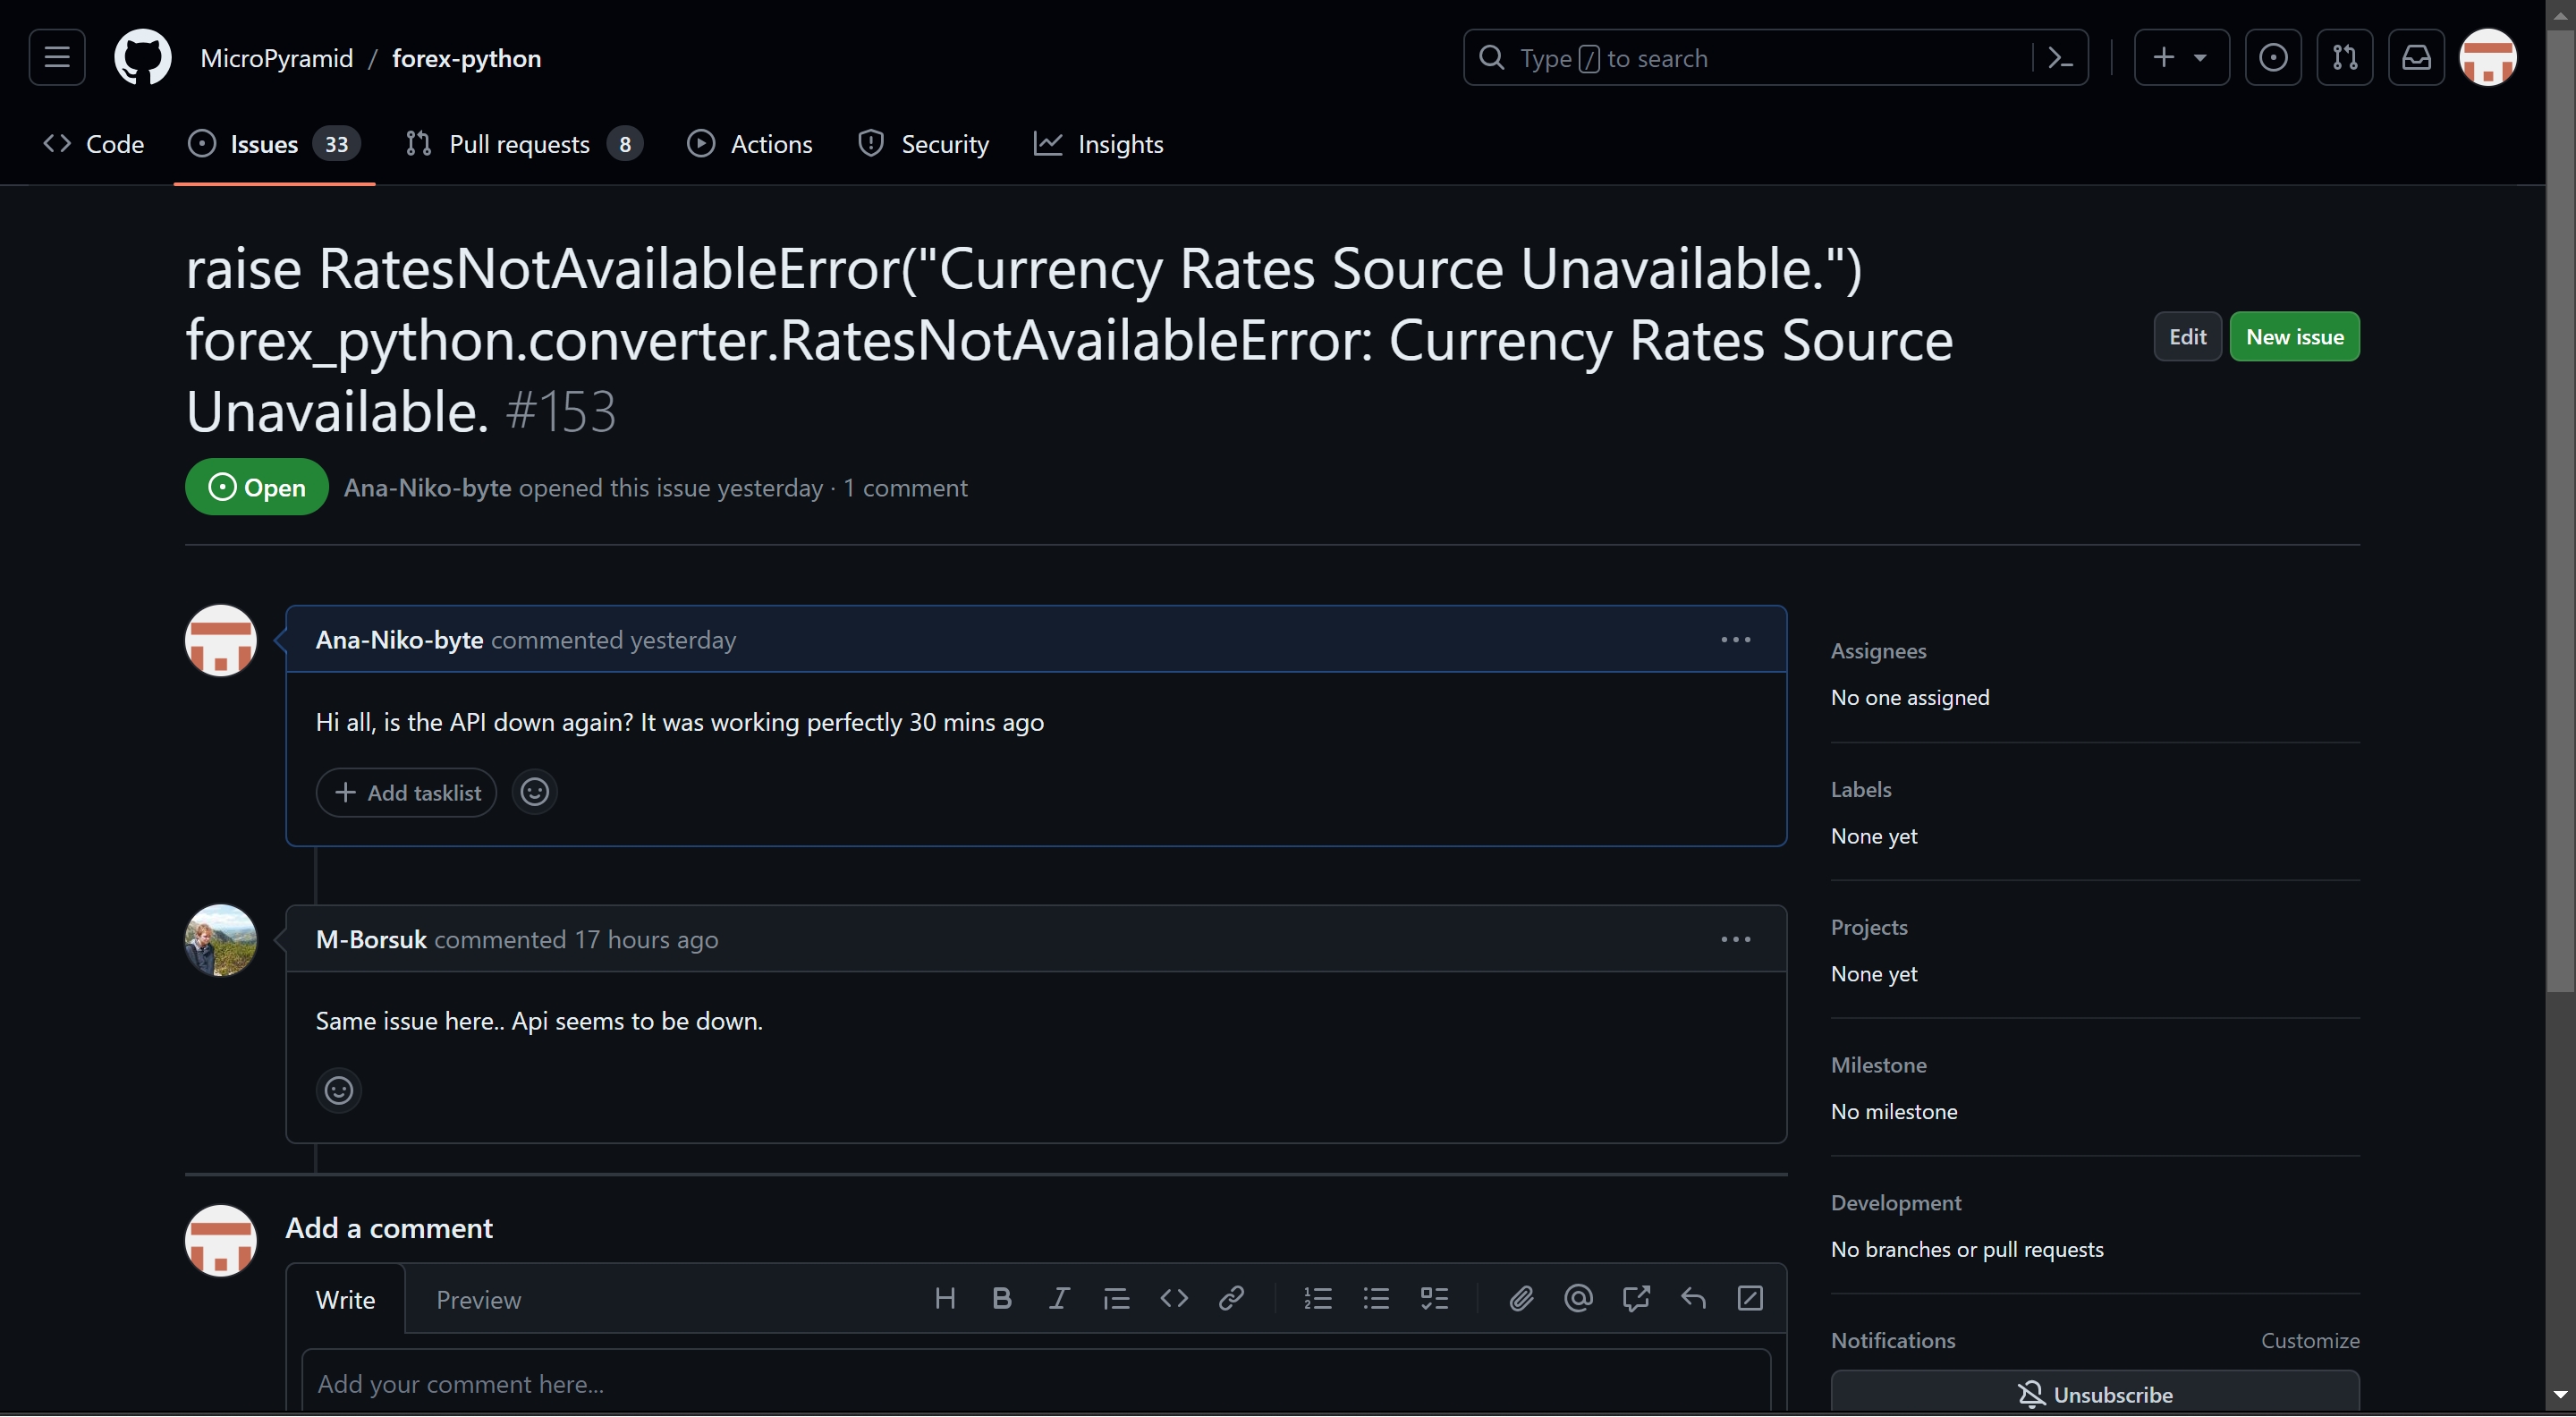 MicroPyramid / forex-python
Type / to search
Code
Issues 33
Pull requests 8
Actions
Security
Insights
raise RatesNotAvailableError("Currency Rates Source Unavailable.")
forex_python.converter.RatesNotAvailableError: Currency Rates Source
Unavailable. #153
Edit
New issue
Open
Ana-Niko-byte opened this issue yesterday · 1 comment
Ana-Niko-byte commented yesterday
Hi all, is the API down again? It was working perfectly 30 mins ago
Add tasklist
M-Borsuk commented 17 hours ago
Same issue here.. Api seems to be down.
Add a comment
Write
Preview
Add your comment here...
Assignees
No one assigned
Labels
None yet
Projects
None yet
Milestone
No milestone
Development
No branches or pull requests
Notifications
Customize
Unsubscribe